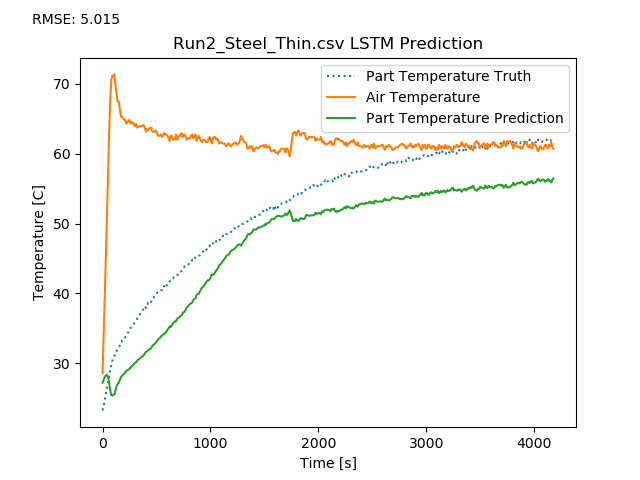 RMSE: 5.015
Run2_Steel_Thin.csv LSTM Prediction
Part Temperature Truth
Air Temperature
Part Temperature Prediction
Temperature [C]
70
60
50
40
30
0 1000 2000 3000 4000
Time [s]